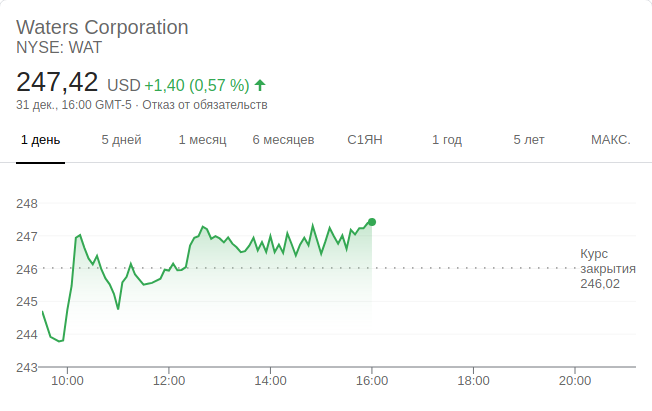 Waters Corporation
NYSE: WAT
247,42 USD +1,40 (0,57 %)
31 дек., 16:00 GMT-5 · Отказ от обязательств
1 день 5 дней 1 месяц 6 месяцев С1ЯН 1 год 5 лет МАКС.
248
247
246
245
244
243
Курс
закрытия
246,02
10:00 12:00 14:00 16:00 18:00 20:00